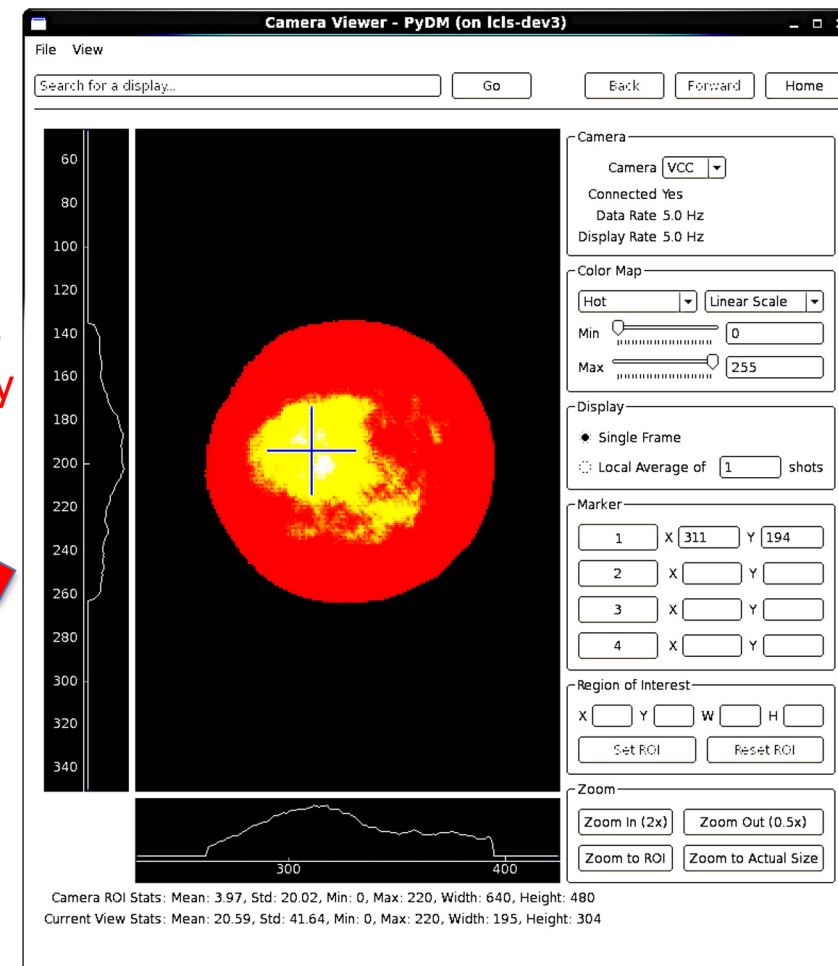 Camera Viewer - PyDM (on lcls-dev3)
File View
Search for a display... Go Back Forward Home
Camera
Camera VCC
Connected Yes
Data Rate 5.0 Hz
Display Rate 5.0 Hz
Color Map
Hot Linear Scale
Min 0
Max 255
Display
Single Frame
Local Average of 1 shots
Marker
1 X 311 Y 194
2 X Y
3 X Y
4 X Y
Region of Interest
X Y W H
Set ROI Reset ROI
Zoom
Zoom In (2x) Zoom Out (0.5x)
Zoom to ROI Zoom to Actual Size
60
80
100
120
140
160
180
200
220
240
260
280
300
320
340
300 400
Camera ROI Stats: Mean: 3.97, Std: 20.02, Min: 0, Max: 220, Width: 640, Height: 480
Current View Stats: Mean: 20.59, Std: 41.64, Min: 0, Max: 220, Width: 195, Height: 304